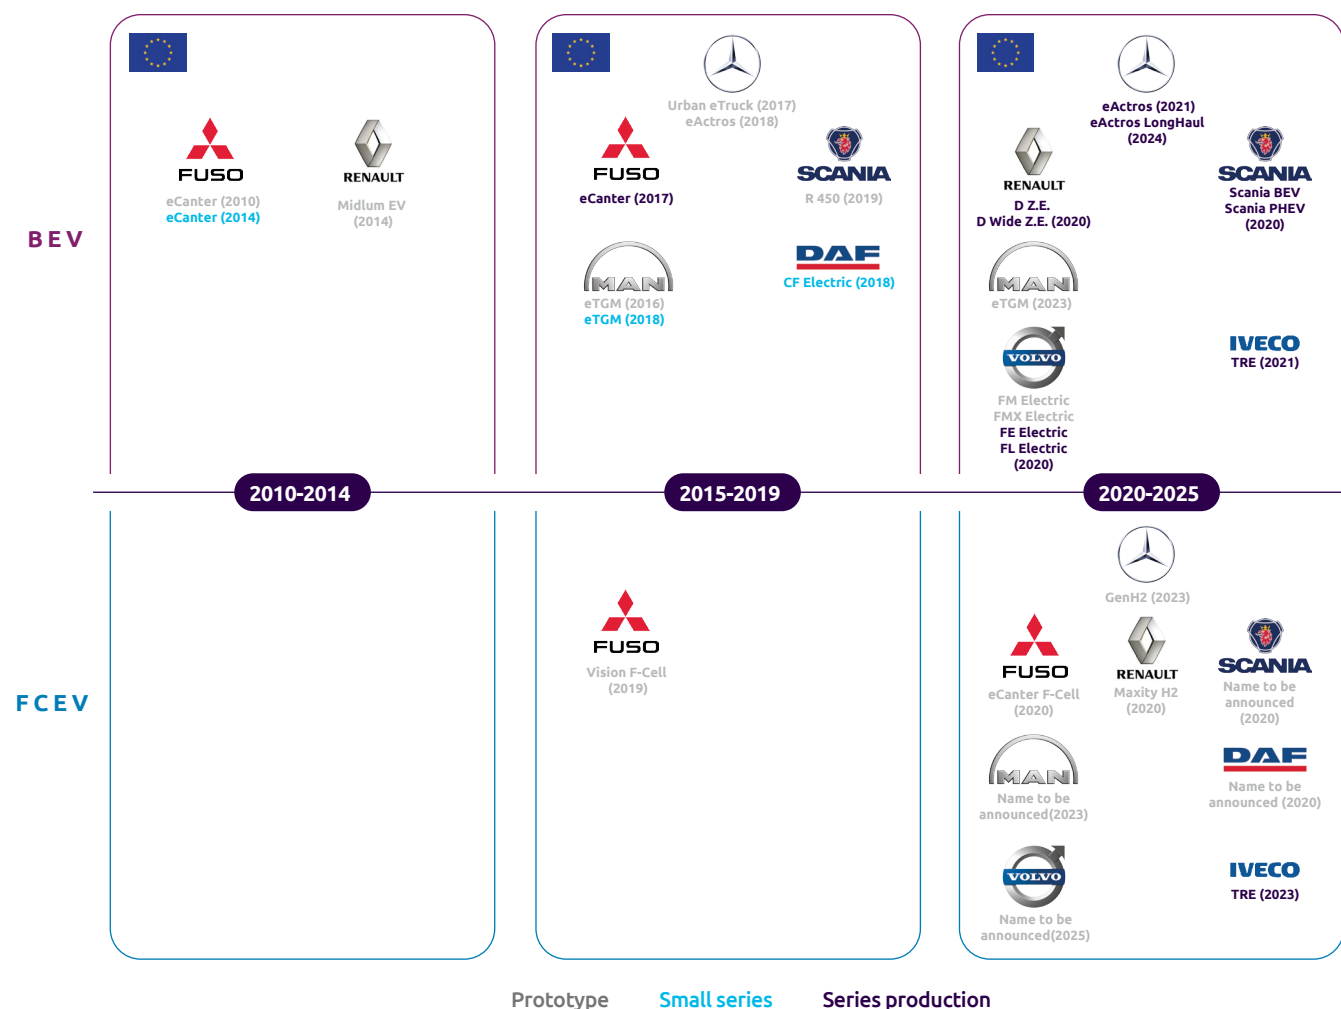 BEV
FUSO
eCanter (2010)
eCanter (2014)
RENAULT
Midlum EV
(2014)
Urban eTruck (2017)
eActros (2018)
FUSO
eCanter (2017)
SCANIA
R 450 (2019)
MAN
eTGM (2016)
eTGM (2018)
DAF
CF Electric (2018)
eActros (2021)
eActros LongHaul
(2024)
RENAULT
D Z.E.
D Wide Z.E. (2020)
SCANIA
Scania BEV
Scania PHEV
(2020)
MAN
eTGM (2023)
VOLVO
FM Electric
FMX Electric
FE Electric
FL Electric
(2020)
IVECO
TRE (2021)
2010-2014
2015-2019
2020-2025
FCEV
FUSO
Vision F-Cell
(2019)
GenH2 (2023)
FUSO
eCanter F-Cell
(2020)
RENAULT
Maxity H2
(2020)
SCANIA
Name to be
announced
(2020)
MAN
Name to be
announced(2023)
DAF
Name to be
announced (2020)
VOLVO
Name to be
announced(2025)
IVECO
TRE (2023)
Prototype
Small series
Series production